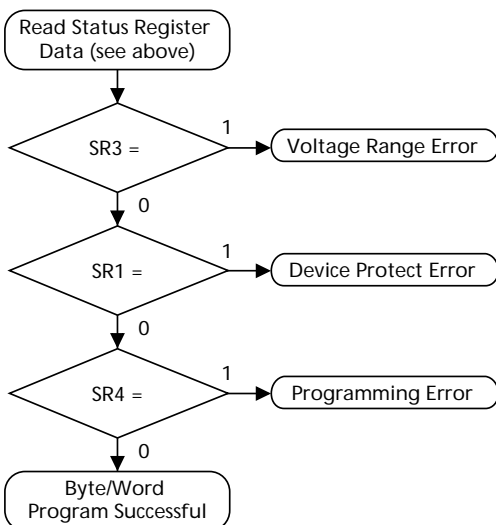 Read Status Register
Data (see above)
SR3 =
1
Voltage Range Error
0
SR1 =
1
Device Protect Error
0
SR4 =
1
Programming Error
0
Byte/Word
Program Successful